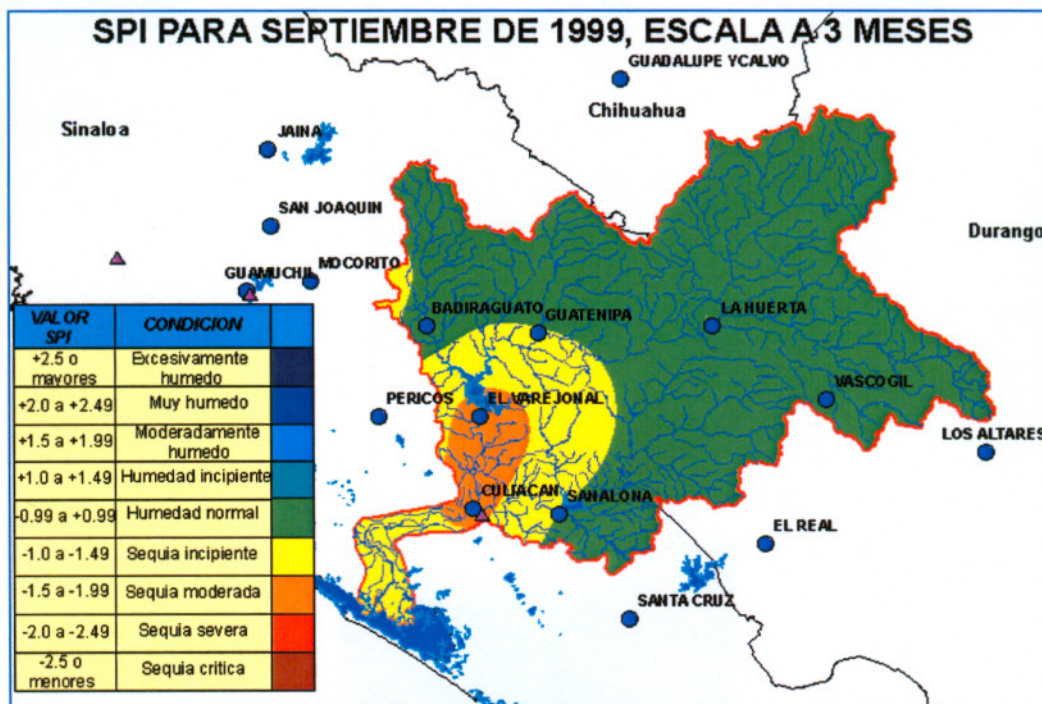 SPI PARA SEPTIEMBRE DE 1999, ESCALA A 3 MESES
GUADALUPE YCALVO
Chihuahua
Sinaloa
JAINA
SAN JOAQUIN
Durango
MOCORITO
GUAMUCHIL
BADIRAGUATO
GUATENIPA
LA HUERTA
VASCOGIL
PERICOS
EL VAREJONAL
LOS ALTARES
CULIACAN
SANALONA
EL REAL
SANTA CRUZ
VALOR SPI CONDICION
+2.5 o mayores Excesivamente humedo
+2.0 a +2.49 Muy humedo
+1.5 a +1.99 Moderadamente humedo
+1.0 a +1.49 Humedad incipiente
-0.99 a +0.99 Humedad normal
-1.0 a -1.49 Sequia incipiente
-1.5 a -1.99 Sequia moderada
-2.0 a -2.49 Sequia severa
-2.5 o menores Sequia critica